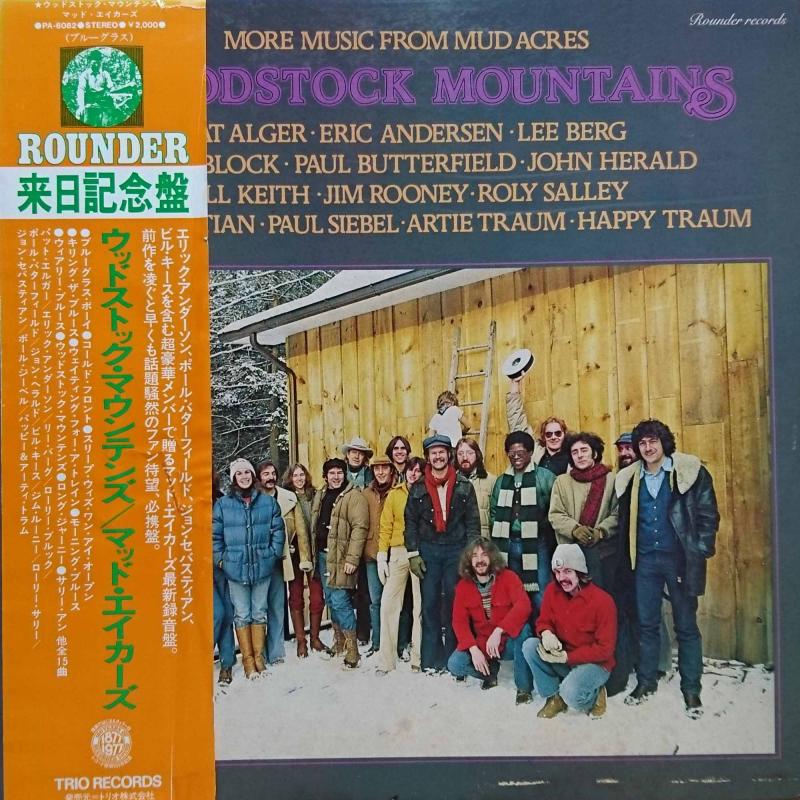 ★ウッドストック・マウンテンズ
マッド・エイカーズ
●PA-6082●STEREO●¥2,000●
(ブルーグラス)
ROUNDER
来日記念盤
エリック・アンダーソン、ポール・バターフィールド、ジョン・セバスティアン、
ビル・キースを含む超豪華メンバーで贈るマッド・エイカーズ最新録音盤。
前作を凌ぐと早くも話題騒然のファン待望、必携盤。
ウッドストック・マウンテンズ/マッド・エイカーズ
●ブルーグラス・ボーイ●コールド・フロント●スリープ・ウィズ・ワン・アイ・オープン
●キリング・ザ・ブルース●ウェイティング・フォー・ア・トレイン●モーニング・ブルース
●ウィアリー・ブルース●ウッドストック・マウンテンズ●ロング・ジャーニー●サリー・アン 他全15曲
パット・エルガー/エリック・アンダーソン/リー・バーグ/ローリー・ブロック/
ポール・バターフィールド/ジョン・ヘラルド/ビル・キース/ジム・ルーニー/ローリー・サリー/
ジョン・セバスティアン/ポール・シーベル/ハッピー&アーティ・トラム
1877
1977
TRIO RECORDS
発売元=トリオ株式会社
Rounder records
MORE MUSIC FROM MUD ACRES
ODSTOCK MOUNTAINS
AT ALGER · ERIC ANDERSEN · LEE BERG
BLOCK · PAUL BUTTERFIELD · JOHN HERALD
LL KEITH · JIM ROONEY · ROLY SALLEY
TIAN · PAUL SIEBEL · ARTIE TRAUM · HAPPY TRAUM